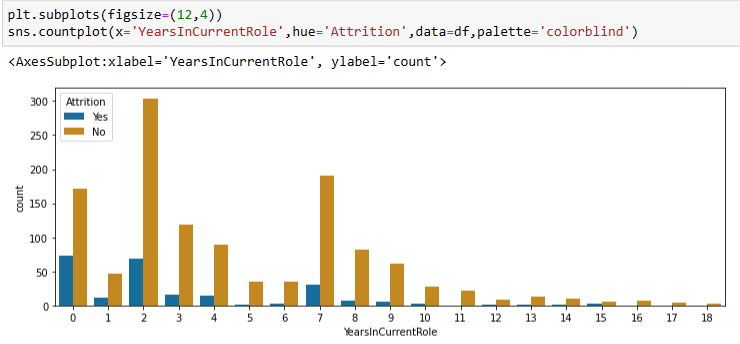 plt.subplots(figsize=(12,4))
sns.countplot(x='YearsInCurrentRole',hue='Attrition',data=df,palette='colorblind')
<AxesSubplot:xlabel='YearsInCurrentRole', ylabel='count'>
Attrition
Yes
No
300
250
200
150
100
50
0
count
0 1 2 3 4 5 6 7 8 9 10 11 12 13 14 15 16 17 18
YearsInCurrentRole